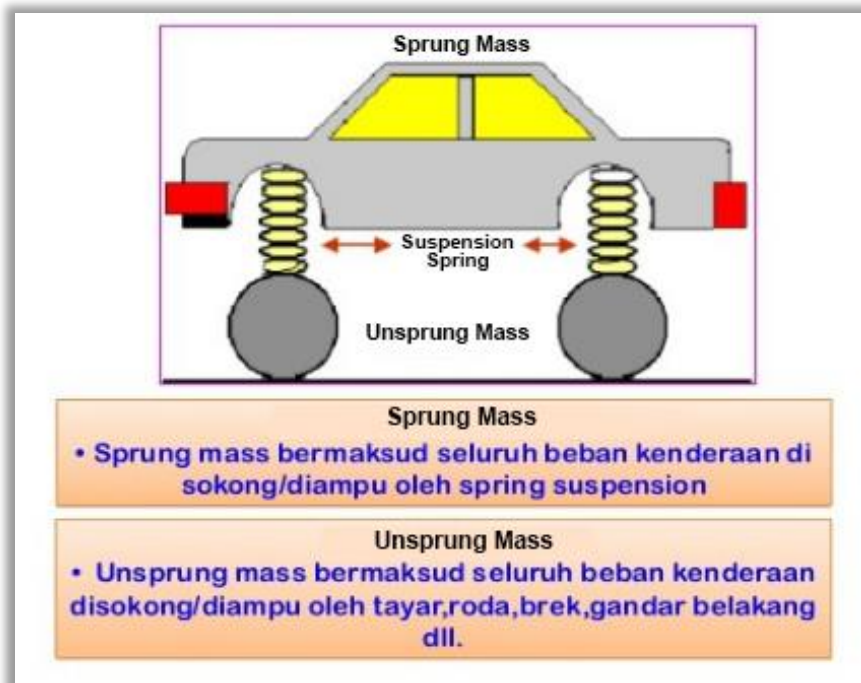 Sprung Mass
Suspension
Spring
Unsprung Mass
Sprung Mass
• Sprung mass bermaksud seluruh beban kenderaan di
sokong/diampu oleh spring suspension
Unsprung Mass
• Unsprung mass bermaksud seluruh beban kenderaan
disokong/diampu oleh tayar,roda,brek,gandar belakang
dll.